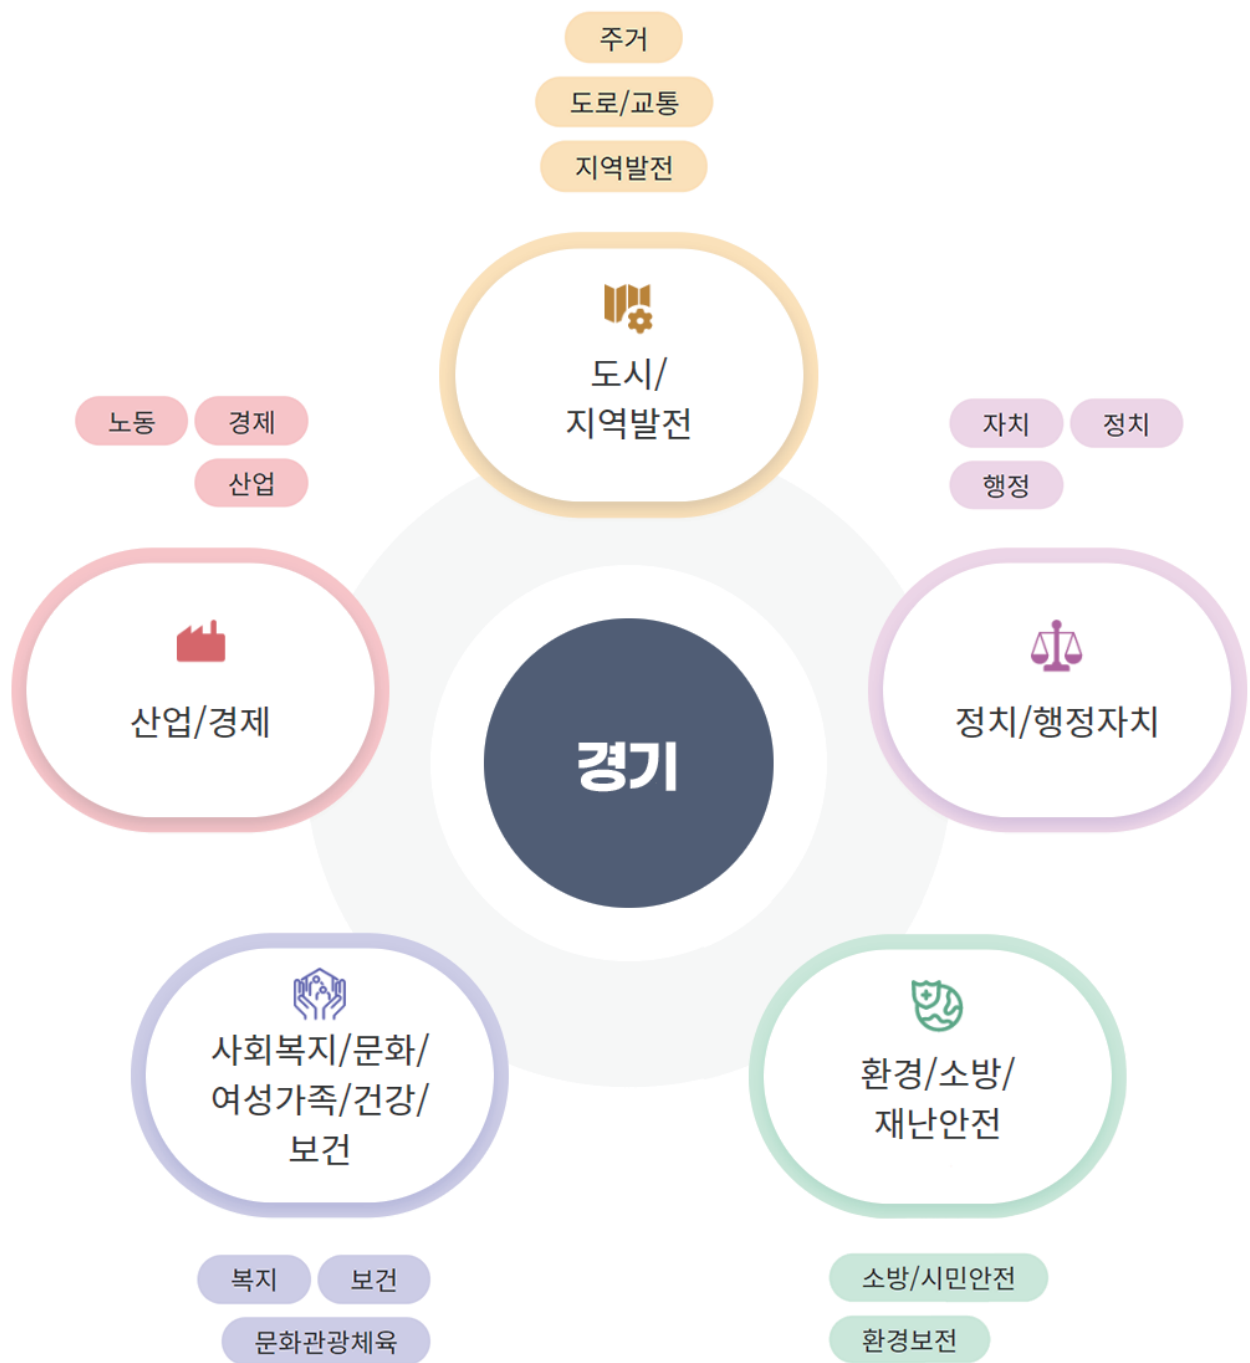 주거
도로/교통
지역발전
도시/
지역발전
노동 경제
산업
자치 정치
행정
산업/경제
정치/행정자치
경기
사회복지/문화/
여성가족/건강/
보건
환경/소방/
재난안전
복지 보건
문화관광체육
소방/시민안전
환경보전